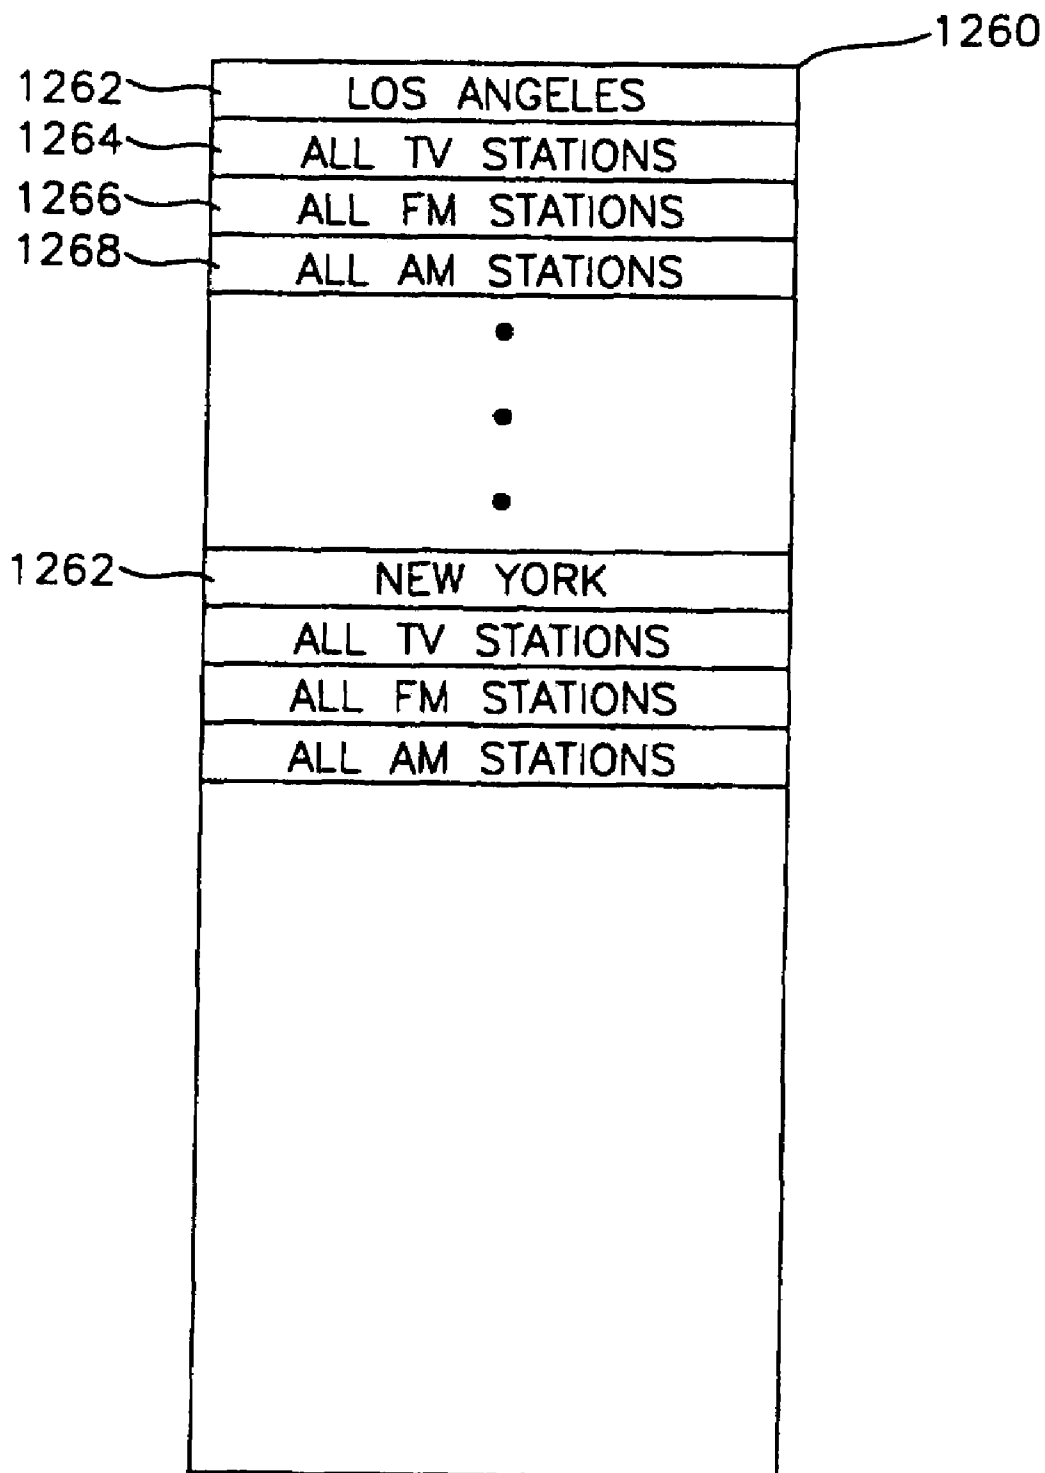 1260
1262 LOS ANGELES
1264 ALL TV STATIONS
1266 ALL FM STATIONS
1268 ALL AM STATIONS
1262 NEW YORK
ALL TV STATIONS
ALL FM STATIONS
ALL AM STATIONS